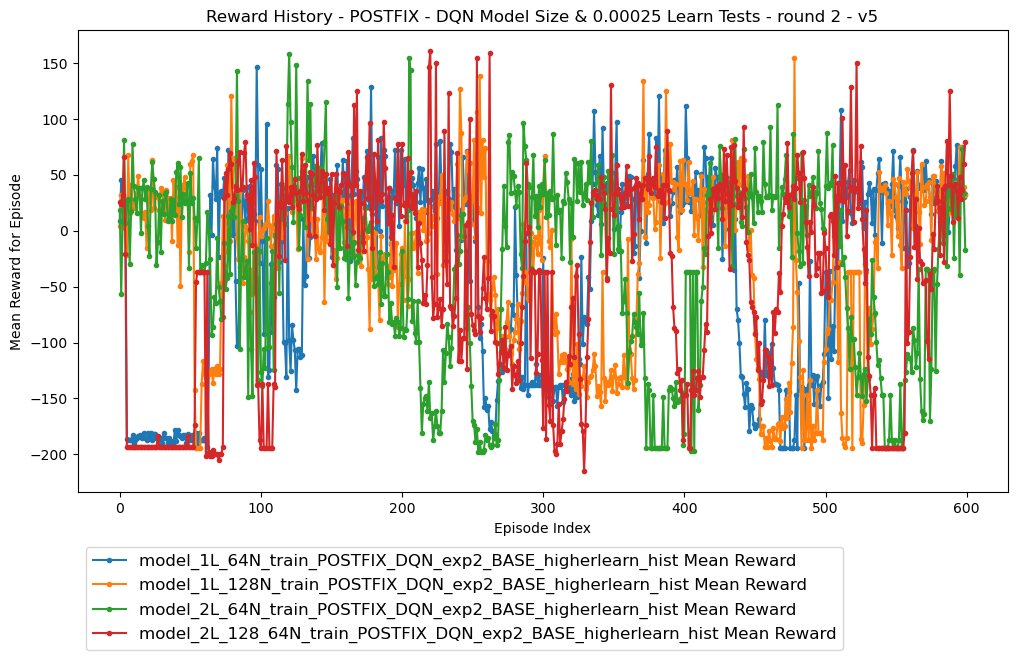 Reward History - POSTFIX - DQN Model Size & 0.00025 Learn Tests - round 2 - v5
Mean Reward for Episode
150
100
50
0
−50
−100
−150
−200
0 100 200 300 400 500 600
Episode Index
model_1L_64N_train_POSTFIX_DQN_exp2_BASE_higherlearn_hist Mean Reward
model_1L_128N_train_POSTFIX_DQN_exp2_BASE_higherlearn_hist Mean Reward
model_2L_64N_train_POSTFIX_DQN_exp2_BASE_higherlearn_hist Mean Reward
model_2L_128_64N_train_POSTFIX_DQN_exp2_BASE_higherlearn_hist Mean Reward